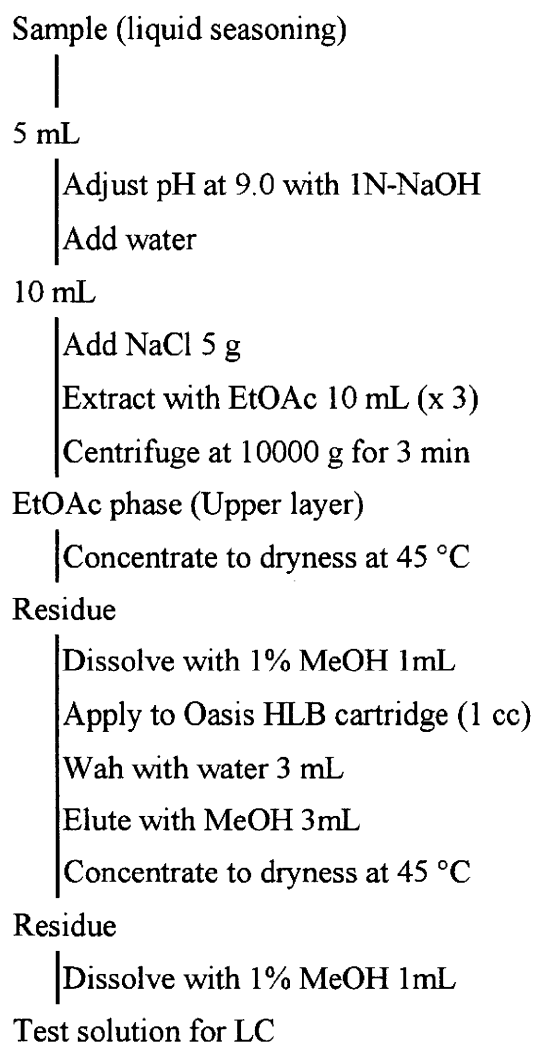 Sample (liquid seasoning)
5 mL
Adjust pH at 9.0 with 1N-NaOH
Add water
10 mL
Add NaCl 5 g
Extract with EtOAc 10 mL (x 3)
Centrifuge at 10000 g for 3 min
EtOAc phase (Upper layer)
Concentrate to dryness at 45 °C
Residue
Dissolve with 1% MeOH 1mL
Apply to Oasis HLB cartridge (1 cc)
Wah with water 3 mL
Elute with MeOH 3mL
Concentrate to dryness at 45 °C
Residue
Dissolve with 1% MeOH 1mL
Test solution for LC